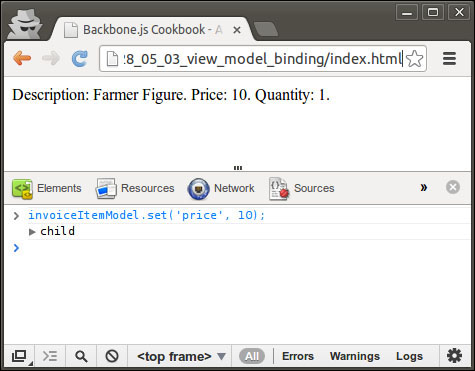 Backbone.js Cookbook - A
28_05_03_view_model_binding/index.html
Description: Farmer Figure. Price: 10. Quantity: 1.
Elements Resources Network Sources »
invoiceItemModel.set('price', 10);
child
<top frame> All Errors Warnings Logs